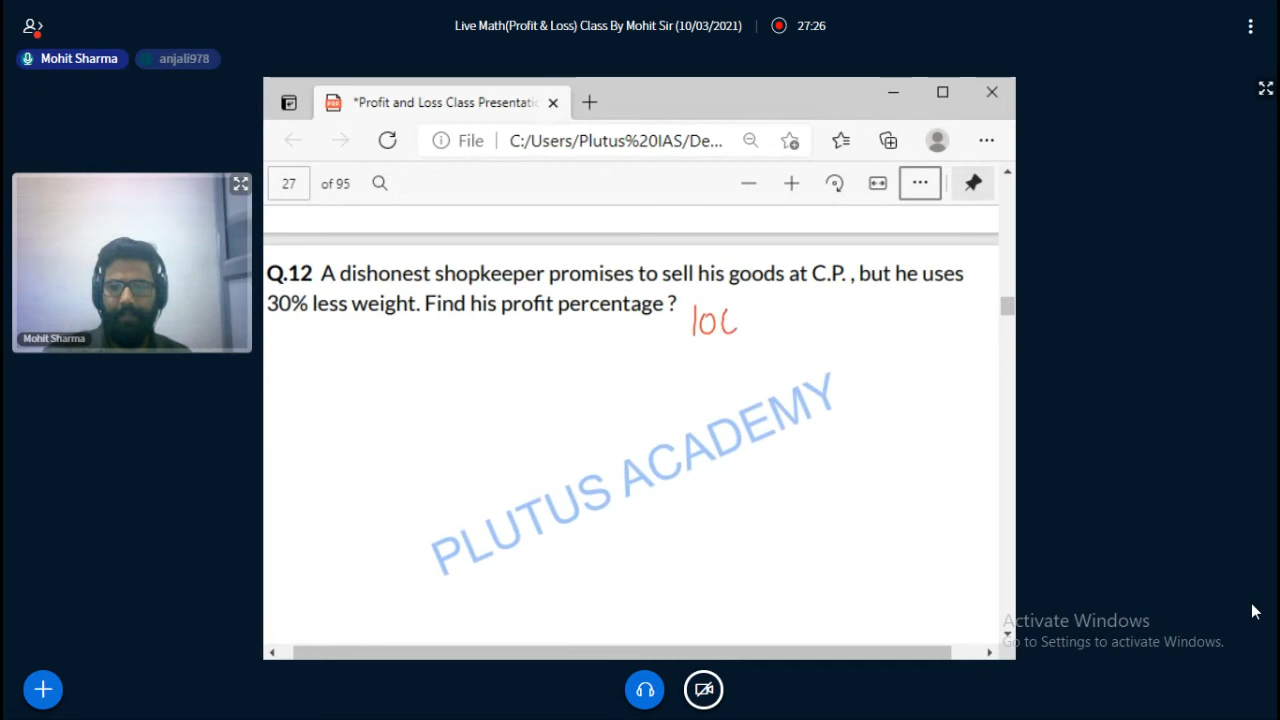 Live Math(Profit & Loss) Class By Mohit Sir (10/03/2021)
27:26
Mohit Sharma
anjali978
*Profit and Loss Class Presentatic
File
C:/Users/Plutus%20IAS/De...
27
of 95
Q.12 A dishonest shopkeeper promises to sell his goods at C.P. , but he uses
30% less weight. Find his profit percentage ?
Mohit Sharma
PLUTUS ACADEMY
Activate Windows
Go to Settings to activate Windows.